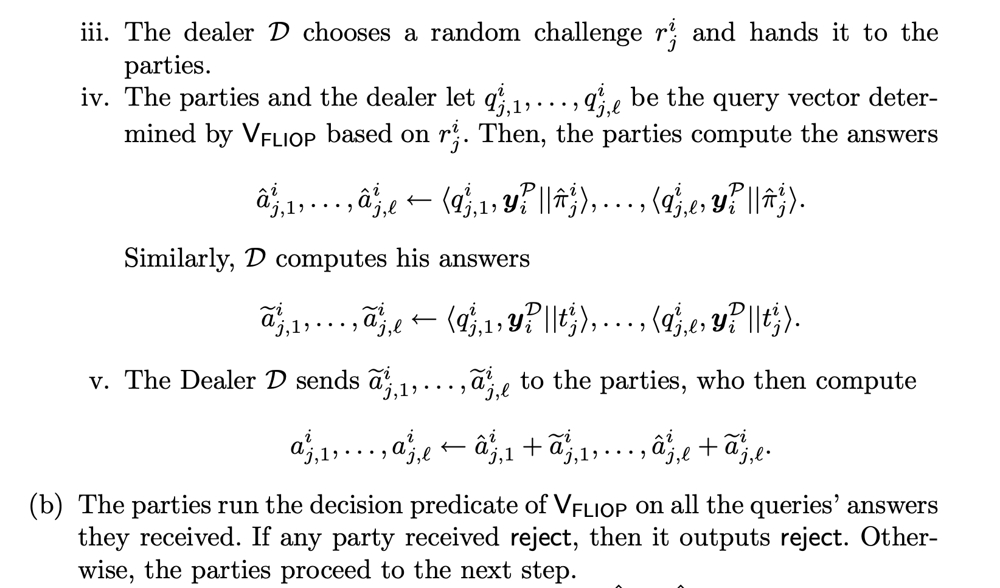 iii. The dealer 𝒟 chooses a random challenge $r_j^i$ and hands it to the
parties.
iv. The parties and the dealer let $q_{j,1}^i, \ldots, q_{j,\ell}^i$ be the query vector deter-
mined by $\mathsf{V}_{\mathsf{FLIOP}}$ based on $r_j^i$. Then, the parties compute the answers
$\hat{a}_{j,1}^i, \ldots, \hat{a}_{j,\ell}^i \leftarrow \langle q_{j,1}^i, \boldsymbol{y}_i^{\mathcal{P}} || \hat{\pi}_j^i \rangle, \ldots, \langle q_{j,\ell}^i, \boldsymbol{y}_i^{\mathcal{P}} || \hat{\pi}_j^i \rangle.$
Similarly, 𝒟 computes his answers
$\widetilde{a}_{j,1}^i, \ldots, \widetilde{a}_{j,\ell}^i \leftarrow \langle q_{j,1}^i, \boldsymbol{y}_i^{\mathcal{D}} || t_j^i \rangle, \ldots, \langle q_{j,\ell}^i, \boldsymbol{y}_i^{\mathcal{D}} || t_j^i \rangle.$
v. The Dealer 𝒟 sends $\widetilde{a}_{j,1}^i, \ldots, \widetilde{a}_{j,\ell}^i$ to the parties, who then compute
$a_{j,1}^i, \ldots, a_{j,\ell}^i \leftarrow \hat{a}_{j,1}^i + \widetilde{a}_{j,1}^i, \ldots, \hat{a}_{j,\ell}^i + \widetilde{a}_{j,\ell}^i.$
(b) The parties run the decision predicate of $\mathsf{V}_{\mathsf{FLIOP}}$ on all the queries' answers
they received. If any party received reject, then it outputs reject. Other-
wise, the parties proceed to the next step.